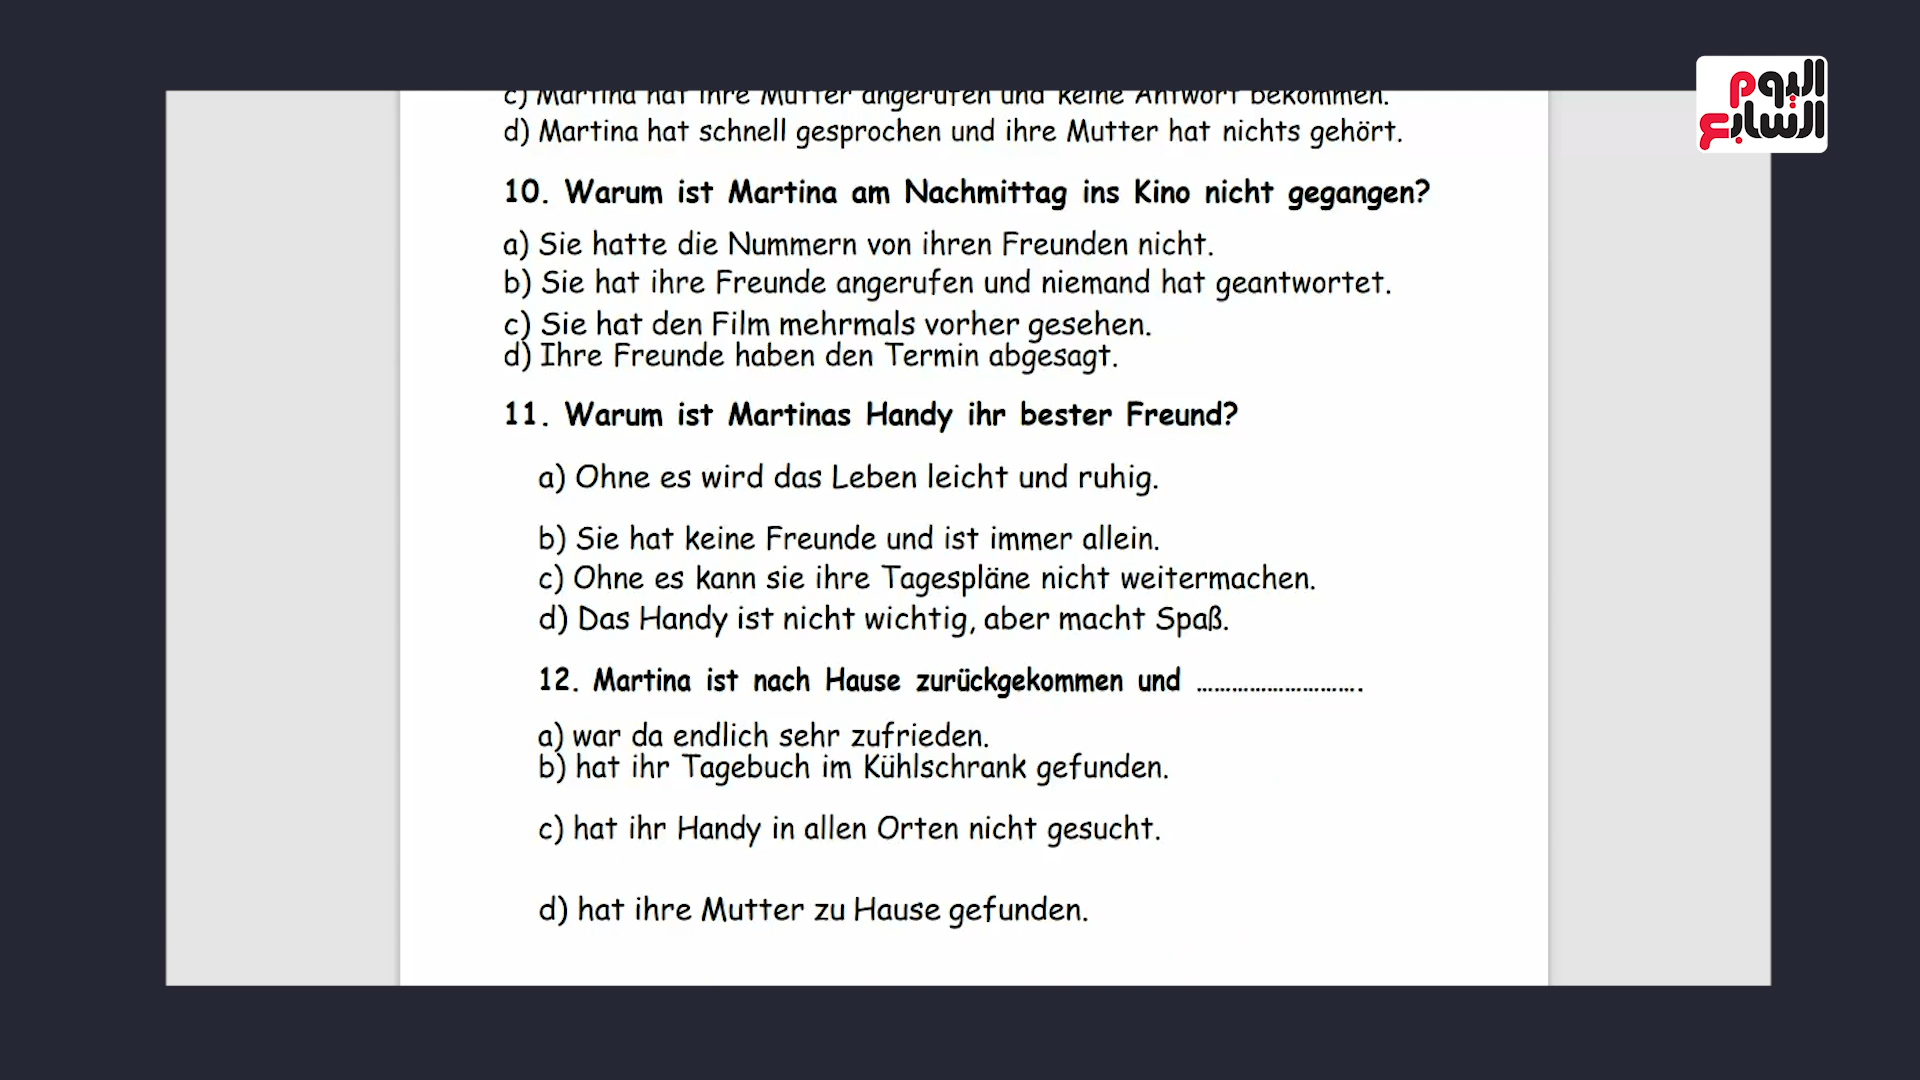 اليوم
السابع
c) Martina hat ihre Mutter angerufen und keine Antwort bekommen.
d) Martina hat schnell gesprochen und ihre Mutter hat nichts gehört.
10. Warum ist Martina am Nachmittag ins Kino nicht gegangen?
a) Sie hatte die Nummern von ihren Freunden nicht.
b) Sie hat ihre Freunde angerufen und niemand hat geantwortet.
c) Sie hat den Film mehrmals vorher gesehen.
d) Ihre Freunde haben den Termin abgesagt.
11. Warum ist Martinas Handy ihr bester Freund?
a) Ohne es wird das Leben leicht und ruhig.
b) Sie hat keine Freunde und ist immer allein.
c) Ohne es kann sie ihre Tagespläne nicht weitermachen.
d) Das Handy ist nicht wichtig, aber macht Spaß.
12. Martina ist nach Hause zurückgekommen und ...........................
a) war da endlich sehr zufrieden.
b) hat ihr Tagebuch im Kühlschrank gefunden.
c) hat ihr Handy in allen Orten nicht gesucht.
d) hat ihre Mutter zu Hause gefunden.